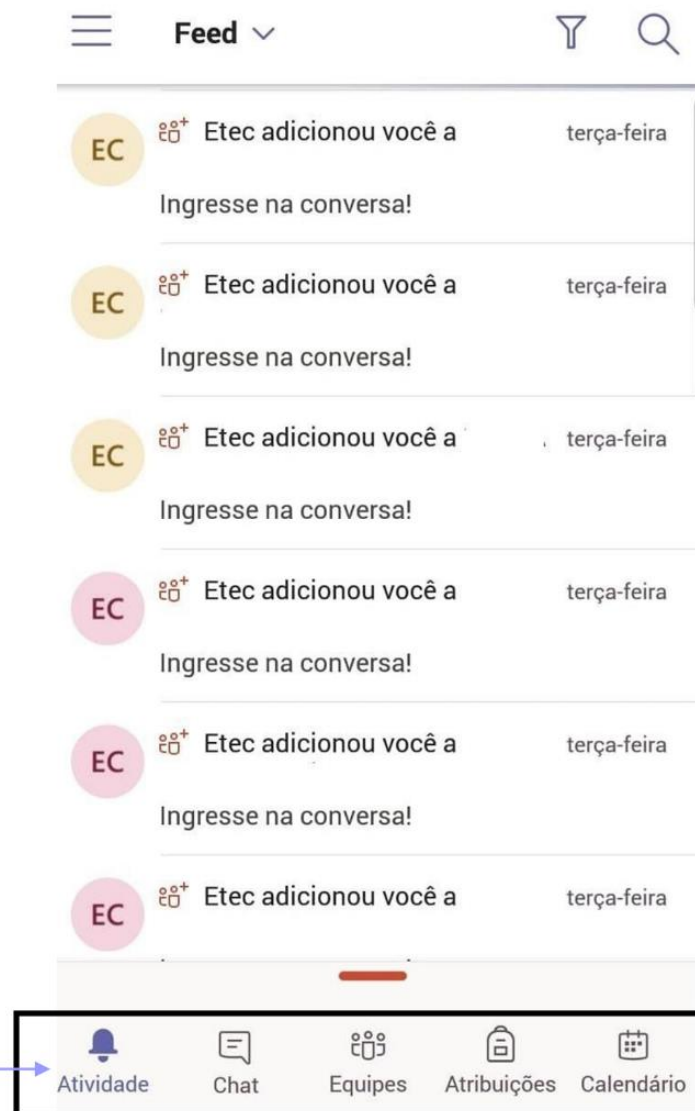 Feed
Etec adicionou você a terça-feira
EC
Ingresse na conversa!
Etec adicionou você a terça-feira
EC
Ingresse na conversa!
Etec adicionou você a terça-feira
EC
Ingresse na conversa!
Etec adicionou você a terça-feira
EC
Ingresse na conversa!
Etec adicionou você a terça-feira
EC
Ingresse na conversa!
Etec adicionou você a terça-feira
EC
Atividade Chat Equipes Atribuições Calendário